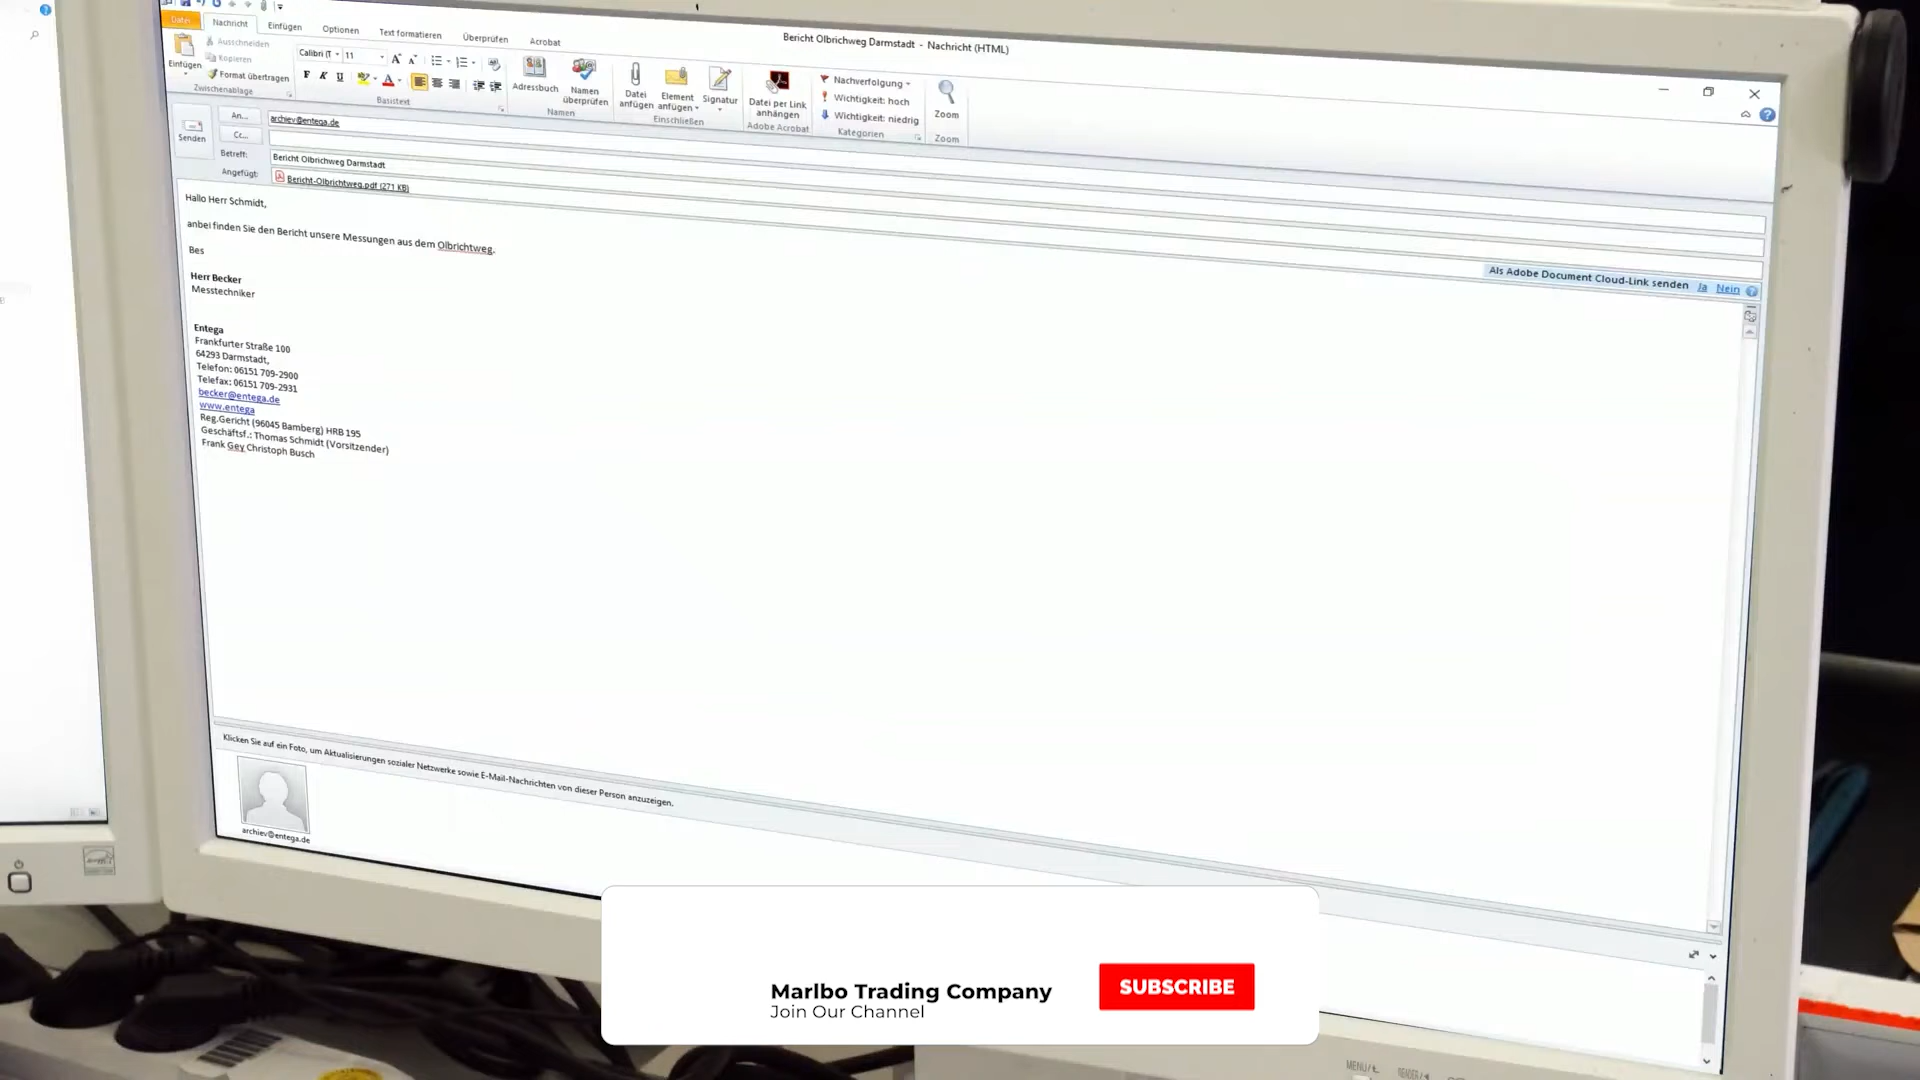 Datei Nachricht Einfügen Optionen Text formatieren Überprüfen Acrobat
Bericht Olbrichweg Darmstadt - Nachricht (HTML)
Einfügen
Ausschneiden
Kopieren
Format übertragen
Zwischenablage
Calibri (T 11
F K U
Basistext
Adressbuch
Namen
überprüfen
Namen
Datei
anfügen
Element
anfügen
Signatur
Einschließen
Datei per Link
anhängen
Adobe Acrobat
Nachverfolgung
Wichtigkeit: hoch
Wichtigkeit: niedrig
Kategorien
Zoom
Zoom
Senden
An... archiev@entega.de
Cc...
Betreff: Bericht Olbrichweg Darmstadt
Angefügt: Bericht-Olbrichtweg.pdf (271 KB)
Als Adobe Document Cloud-Link senden Ja Nein
Hallo Herr Schmidt,
anbei finden Sie den Bericht unsere Messungen aus dem Olbrichtweg.
Bes
Herr Becker
Messtechniker
Entega
Frankfurter Straße 100
64293 Darmstadt,
Telefon: 06151 709-2900
Telefax: 06151 709-2931
becker@entega.de
www.entega
Reg.Gericht (96045 Bamberg) HRB 195
Geschäftsf.: Thomas Schmidt (Vorsitzender)
Frank Gey Christoph Busch
Klicken Sie auf ein Foto, um Aktualisierungen sozialer Netzwerke sowie E-Mail-Nachrichten von dieser Person anzuzeigen.
archiev@entega.de
Marlbo Trading Company
Join Our Channel
SUBSCRIBE
MENU/